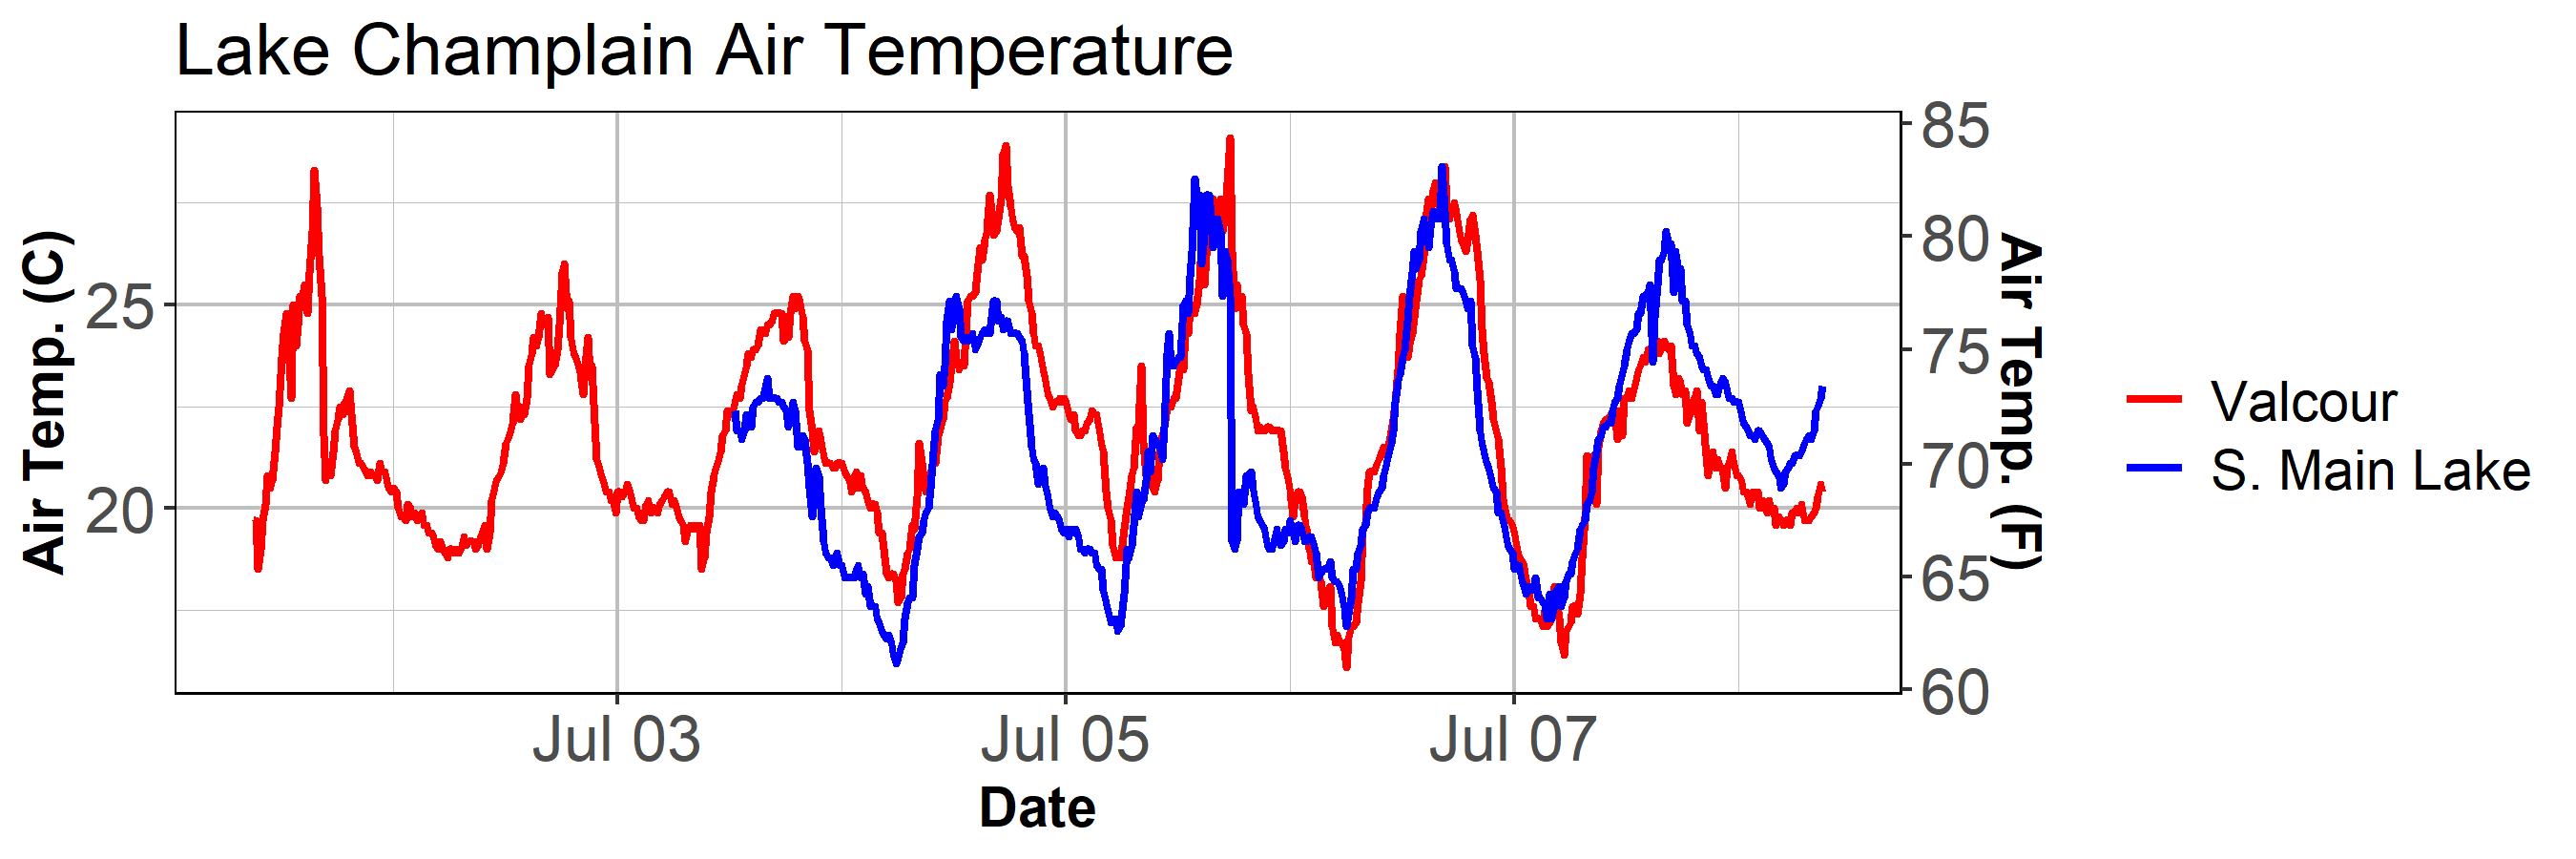 Lake Champlain Air Temperature
Air Temp. (C)
25
20
85
80
75
70
65
60
Air Temp. (F)
Jul 03
Jul 05
Jul 07
Date
Valcour
S. Main Lake